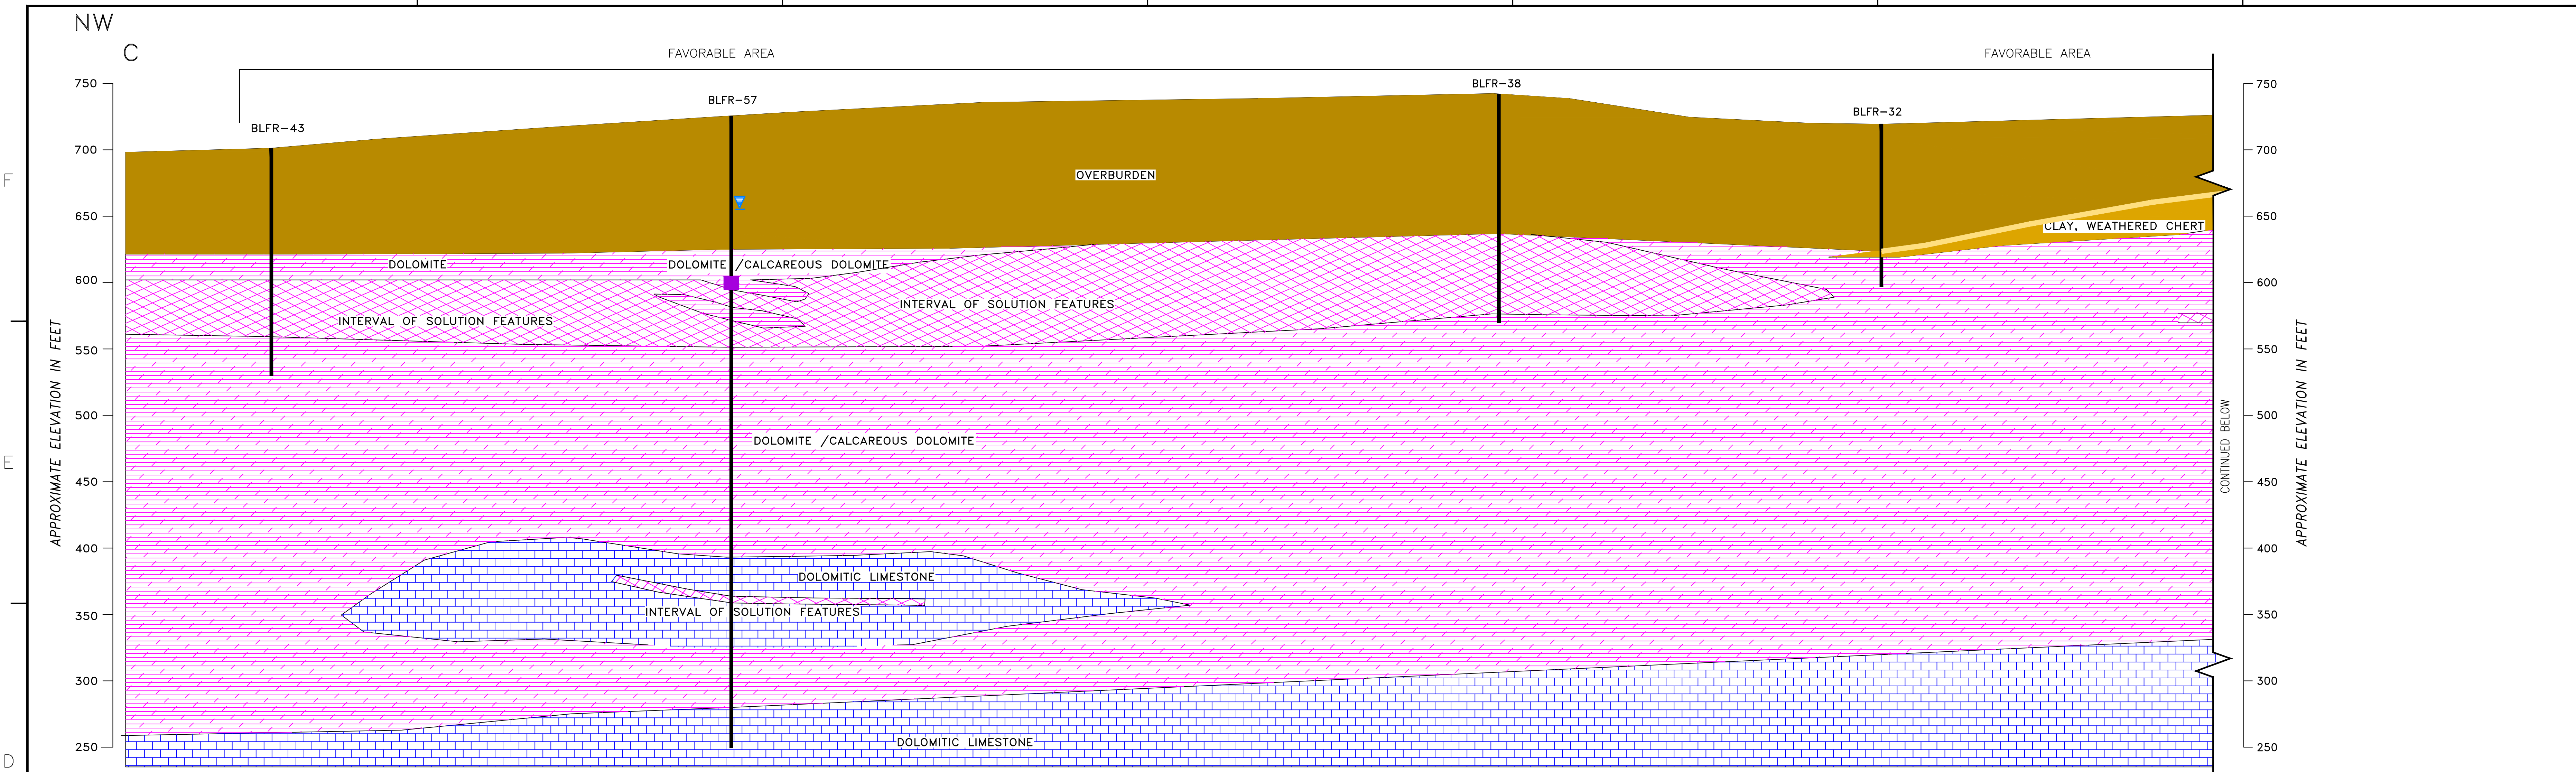 NW
C
FAVORABLE AREA
FAVORABLE AREA
750
750
BLFR-38
BLFR-57
BLFR-32
BLFR-43
700
700
OVERBURDEN
F
650
650
CLAY, WEATHERED CHERT
DOLOMITE
DOLOMITE /CALCAREOUS DOLOMITE
600
600
INTERVAL OF SOLUTION FEATURES
INTERVAL OF SOLUTION FEATURES
550
550
APPROXIMATE ELEVATION IN FEET
APPROXIMATE ELEVATION IN FEET
500
500
CONTINUED BELOW
DOLOMITE /CALCAREOUS DOLOMITE
E
450
450
400
400
DOLOMITIC LIMESTONE
INTERVAL OF SOLUTION FEATURES
350
350
300
300
DOLOMITIC LIMESTONE
250
250
D